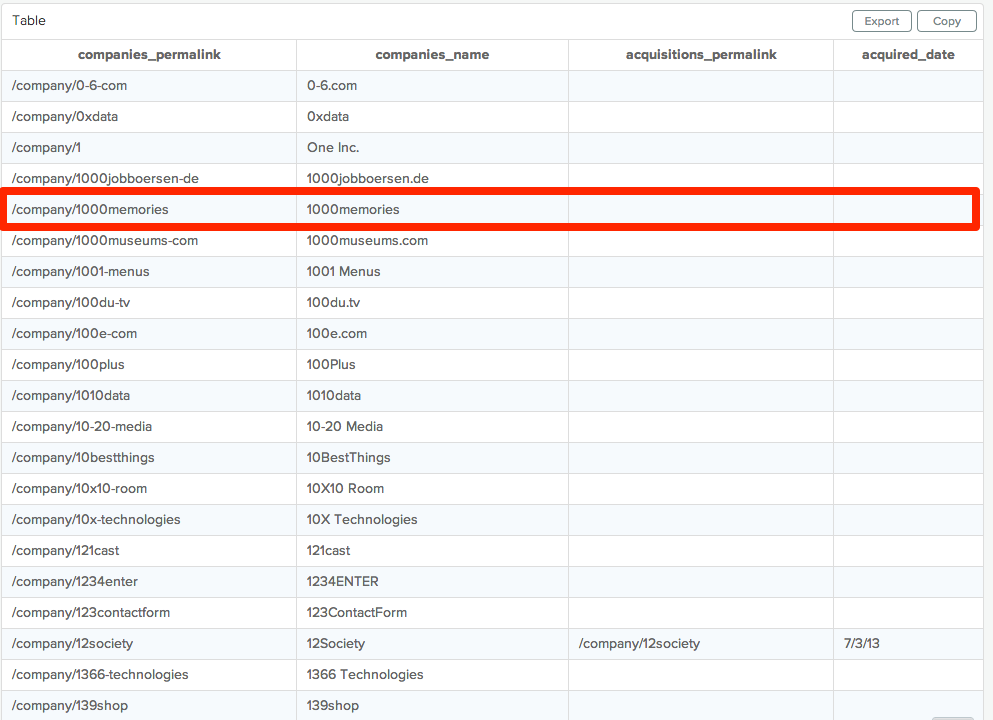 Table Export Copy
companies_permalink companies_name acquisitions_permalink acquired_date
/company/0-6-com 0-6.com
/company/0xdata 0xdata
/company/1 One Inc.
/company/1000jobboersen-de 1000jobboersen.de
/company/1000memories 1000memories
/company/1000museums-com 1000museums.com
/company/1001-menus 1001 Menus
/company/100du-tv 100du.tv
/company/100e-com 100e.com
/company/100plus 100Plus
/company/1010data 1010data
/company/10-20-media 10-20 Media
/company/10bestthings 10BestThings
/company/10x10-room 10X10 Room
/company/10x-technologies 10X Technologies
/company/121cast 121cast
/company/1234enter 1234ENTER
/company/123contactform 123ContactForm
/company/12society 12Society /company/12society 7/3/13
/company/1366-technologies 1366 Technologies
/company/139shop 139shop